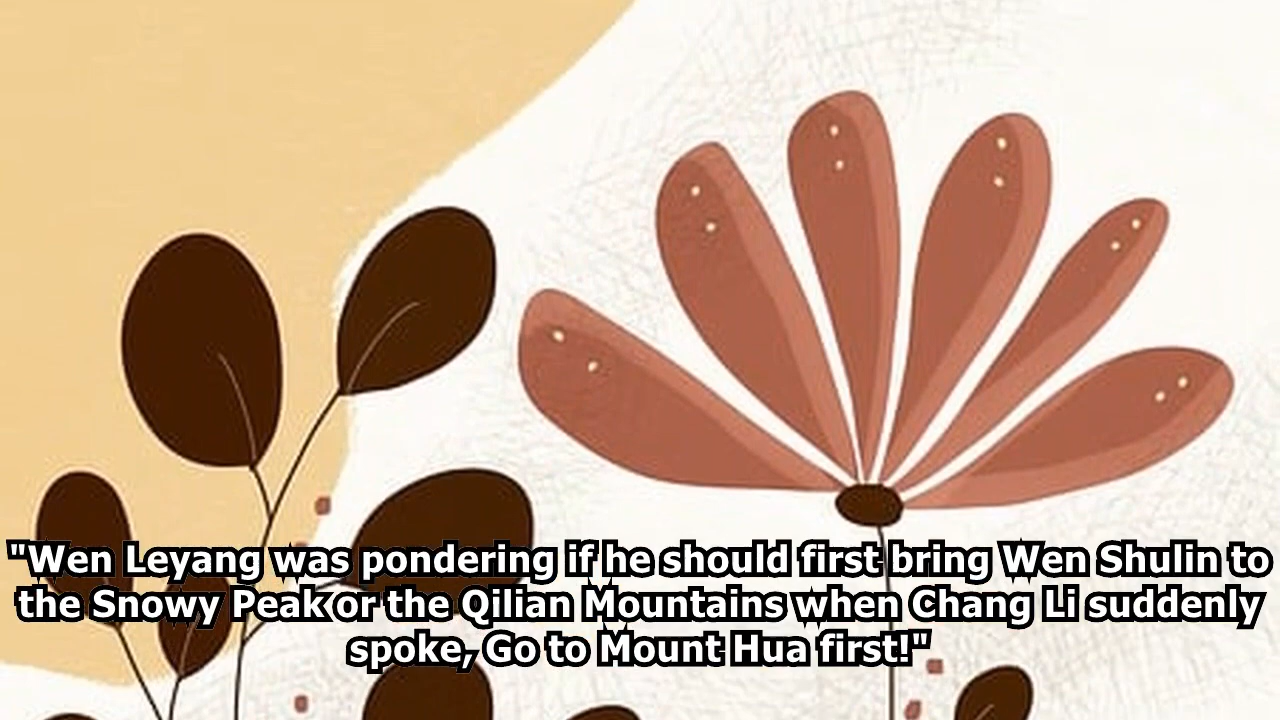 "Wen Leyang was pondering if he should first bring Wen Shulin to
the Snowy Peak or the Qilian Mountains when Chang Li suddenly
spoke, Go to Mount Hua first!"